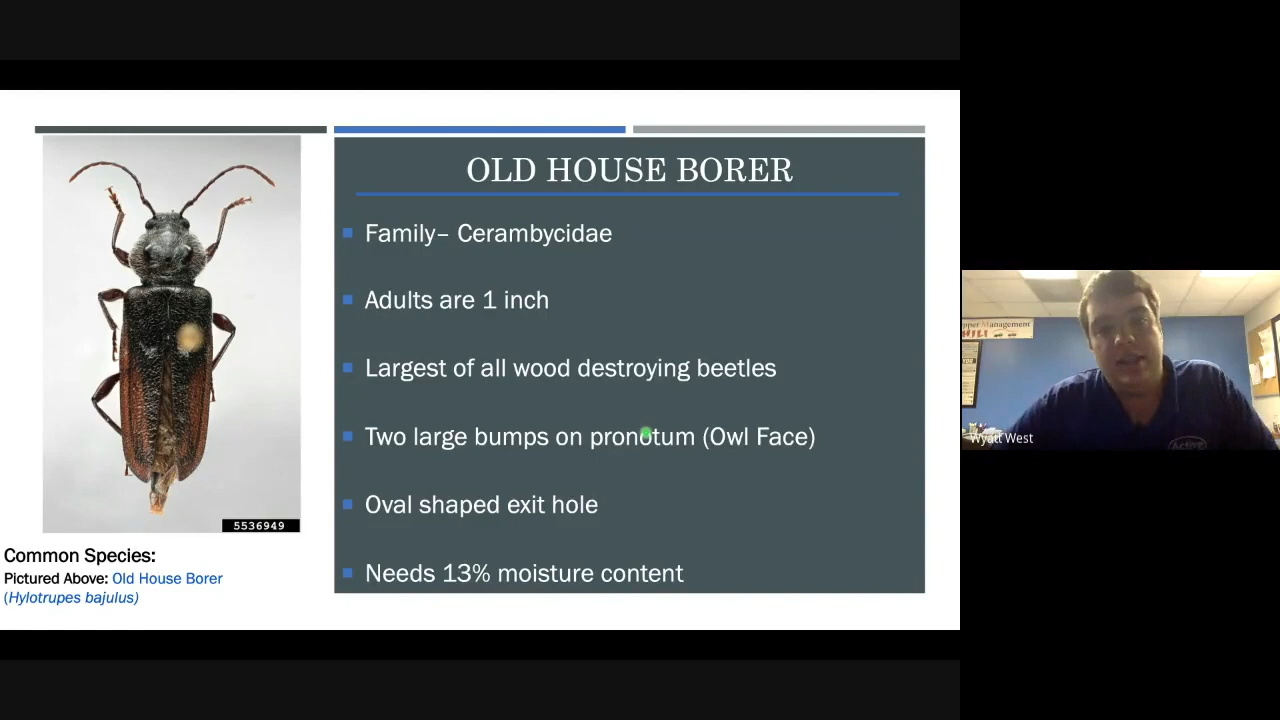 OLD HOUSE BORER
Family– Cerambycidae
Adults are 1 inch
Largest of all wood destroying beetles
Two large bumps on pronotum (Owl Face)
Oval shaped exit hole
Needs 13% moisture content
5536949
Common Species:
Pictured Above: Old House Borer
(Hylotrupes bajulus)
Management
Wyatt West